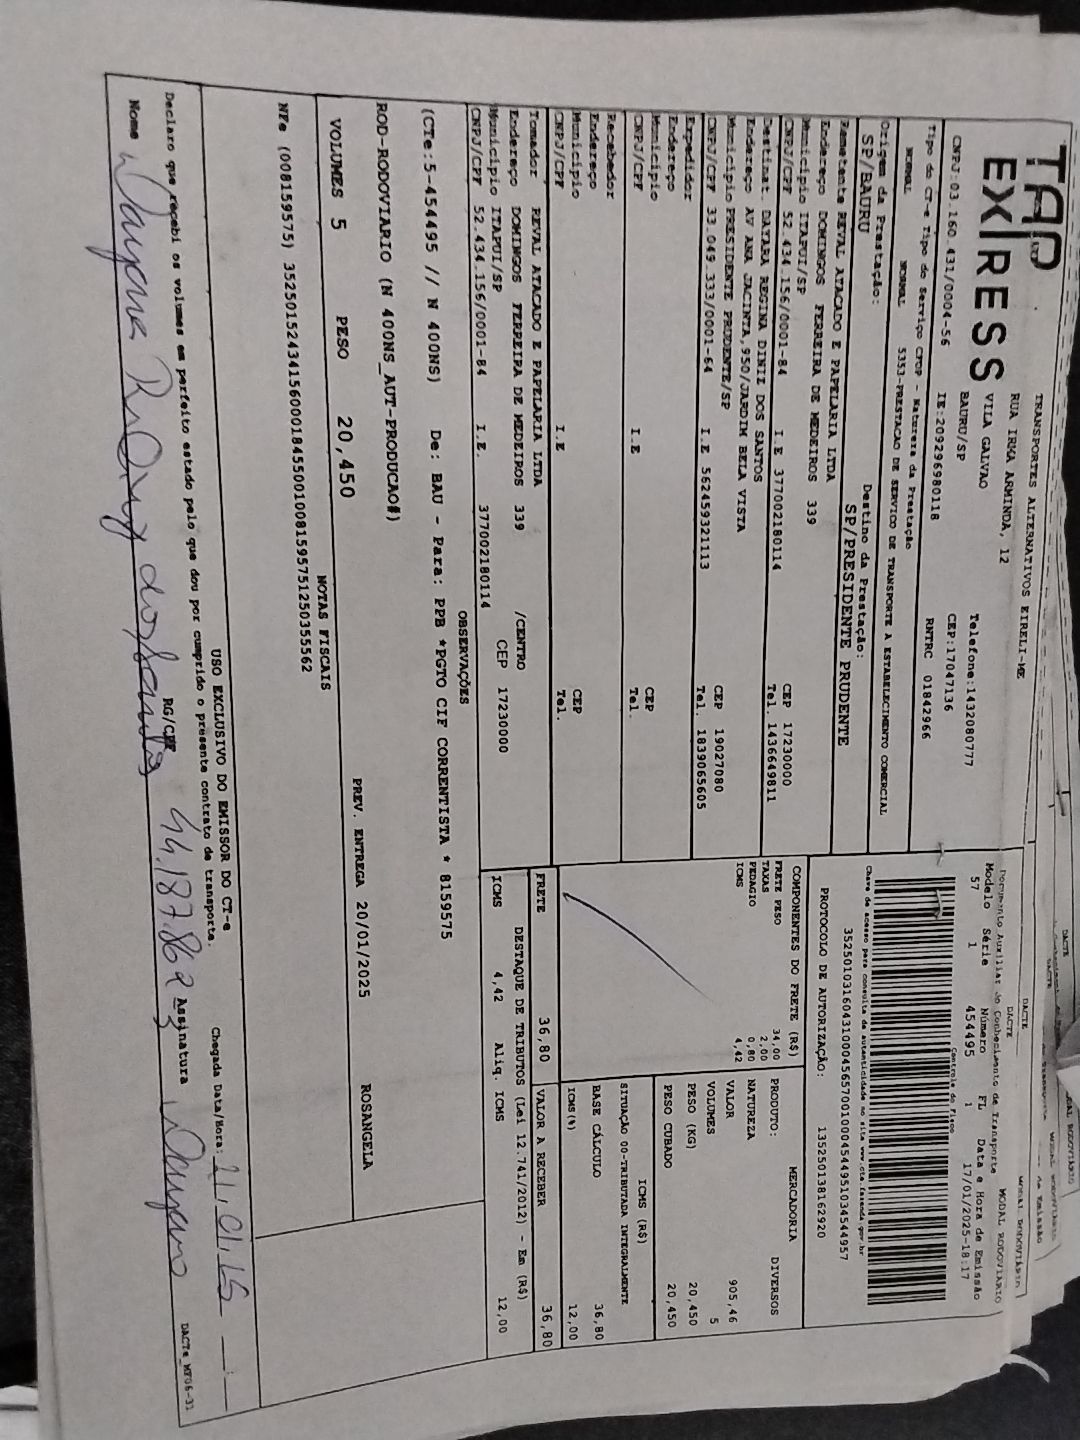 TAP EXPRESS
TRANSPORTES ALTERNATIVOS EIRELI-ME
RUA IRMA ARMINDA, 12
VILA GALVAO
BAURU/SP
Telefone:1432080777
CEP:17047136
CNPJ:03.160.431/0004-56 IE:209296980118 RNTRC 01842966
Tipo do CT-e Tipo do Serviço CFOP - Natureza da Prestação
NORMAL NORMAL 5353-PRESTACAO DE SERVICO DE TRANSPORTE A ESTABELECIMENTO COMERCIAL
Origem da Prestação: Destino da Prestação:
SP/BAURU SP/PRESIDENTE PRUDENTE
Remetente REVAL ATACADO E PAPELARIA LTDA
Endereço DOMINGOS FERREIRA DE MEDEIROS 339
Município ITAPUI/SP CEP 17230000
CNPJ/CPF 52.434.156/0001-84 I.E 377002180114 Tel. 1436649811
Destinat. DAIARA REGINA DINIZ DOS SANTOS
Endereço AV ANA JACINTA,950/JARDIM BELA VISTA
Município PRESIDENTE PRUDENTE/SP CEP 19027080
CNPJ/CPF 33.049.333/0001-64 I.E 562459321113 Tel. 1839065605
Expedidor
Endereço
Município CEP
CNPJ/CPF I.E Tel.
Recebedor
Endereço
Município CEP
CNPJ/CPF I.E Tel.
Tomador REVAL ATACADO E PAPELARIA LTDA
Endereço DOMINGOS FERREIRA DE MEDEIROS 339 /CENTRO
Município ITAPUI/SP CEP 17230000
CNPJ/CPF 52.434.156/0001-84 I.E. 377002180114
Documento Auxiliar do Conhecimento de Transporte MODAL RODOVIARIO
Modelo Série Número FL Data e Hora de Emissão
57 1 454495 1 17/01/2025-18:17
Controle do Fisco
Chave de acesso para consulta de autenticidade no site www.cte.fazenda.gov.br
35250103160431000456570010004544951034544957
PROTOCOLO DE AUTORIZAÇÃO: 135250138162920
COMPONENTES DO FRETE (R$)
FRETE PESO 34,00
TAXAS 2,00
PEDAGIO 0,80
ICMS 4,42
MERCADORIA
PRODUTO: DIVERSOS
NATUREZA
VALOR 905,46
VOLUMES 5
PESO (KG) 20,450
PESO CUBADO 20,450
ICMS (R$)
SITUAÇÃO 00-TRIBUTADA INTEGRALMENTE
BASE CÁLCULO 36,80
ICMS(%) 12,00
FRETE 36,80 VALOR A RECEBER 36,80
DESTAQUE DE TRIBUTOS (Lei 12.741/2012) - Em (R$)
ICMS 4,42 Aliq. ICMS 12,00
OBSERVAÇÕES
(CTe:5-454495 // N 400NS) De: BAU - Para: PPB *PGTO CIF CORRENTISTA * 8159575
ROD-RODOVIARIO (N 400NS_AUT-PRODUCAO#)
VOLUMES 5 PESO 20,450 PREV. ENTREGA 20/01/2025 ROSANGELA
NOTAS FISCAIS
NFe (008159575) 35250152434156000184550010081595751250355562
USO EXCLUSIVO DO EMISSOR DO CT-e
Declaro que recebi os volumes em perfeito estado pelo que dou por cumprido o presente contrato de transporte.
Chegada Data/Hora:
Nome RG/CPF 44.187.862 Assinatura
DACTe_MF06-31